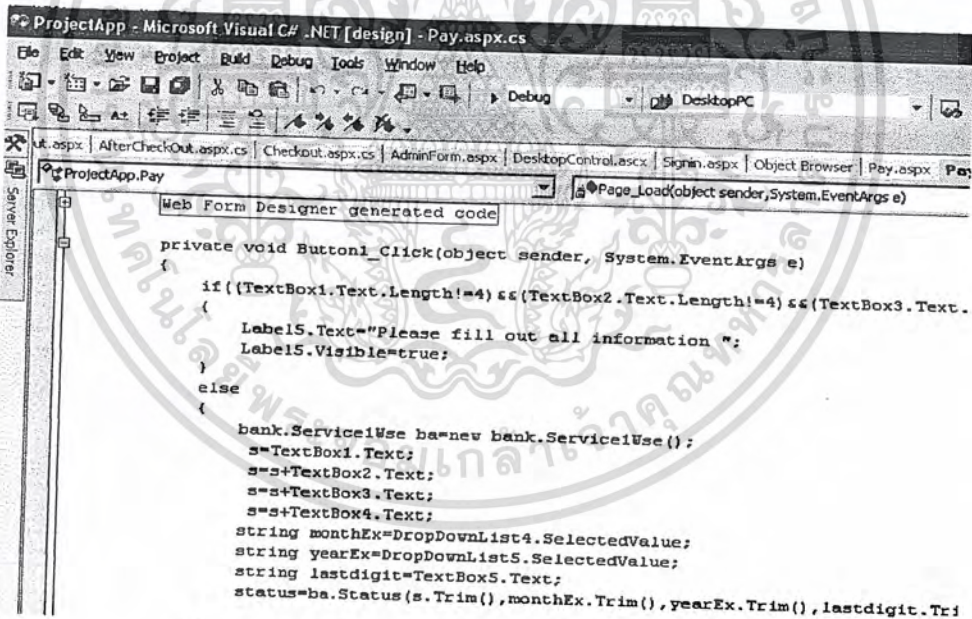 ProjectApp - Microsoft Visual C# .NET [design] - Pay.aspx.cs
File Edit View Project Build Debug Tools Window Help
Debug DesktopPC
ut.aspx | AfterCheckOut.aspx.cs | Checkout.aspx.cs | AdminForm.aspx | DesktopControl.ascx | Signin.aspx | Object Browser | Pay.aspx Pa
ProjectApp.Pay Page_Load(object sender,System.EventArgs e)
Server Explorer
Web Form Designer generated code
private void Button1_Click(object sender, System.EventArgs e)
{
if((TextBox1.Text.Length!=4)&&(TextBox2.Text.Length!=4)&&(TextBox3.Text.
{
Label5.Text="Please fill out all information ";
Label5.Visible=true;
}
else
{
bank.Service1Wse ba=new bank.Service1Wse();
s=TextBox1.Text;
s=s+TextBox2.Text;
s=s+TextBox3.Text;
s=s+TextBox4.Text;
string monthEx=DropDownList4.SelectedValue;
string yearEx=DropDownList5.SelectedValue;
string lastdigit=TextBox5.Text;
status=ba.Status(s.Trim(),monthEx.Trim(),yearEx.Trim(),lastdigit.Tri